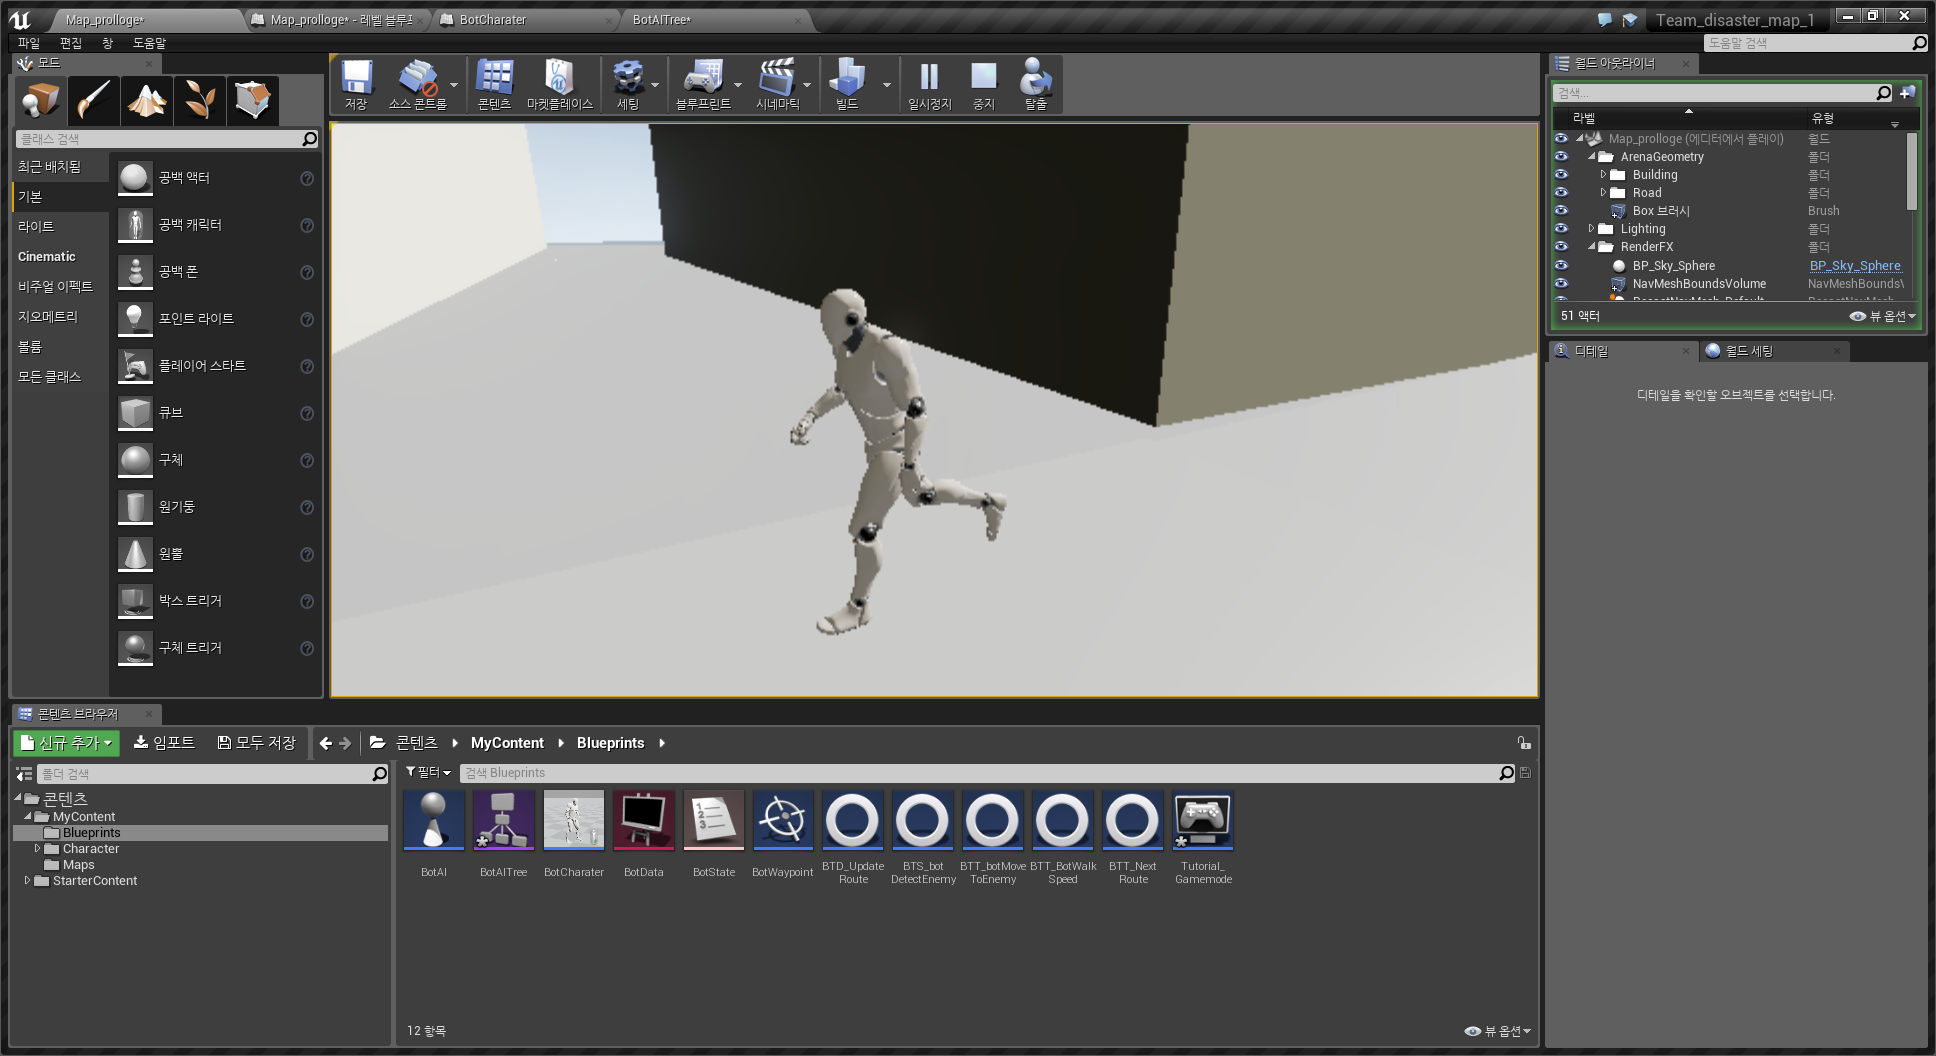 Map_prolloge*
Map_prolloge* - 레벨 블루프
BotCharater
BotAITree*
Team_disaster_map_1
파일 편집 창 도움말
도움말 검색
모드
클래스 검색
최근 배치됨
기본
라이트
Cinematic
비주얼 이펙트
지오메트리
볼륨
모든 클래스
공백 액터
공백 캐릭터
공백 폰
포인트 라이트
플레이어 스타트
큐브
구체
원기둥
원뿔
박스 트리거
구체 트리거
저장
소스 콘트롤
콘텐츠
마켓플레이스
세팅
블루프린트
시네마틱
빌드
일시정지
중지
탈출
월드 아웃라이너
검색...
라벨 유형
Map_prolloge (에디터에서 플레이) 월드
ArenaGeometry 폴더
Building 폴더
Road 폴더
Box 브러시 Brush
Lighting 폴더
RenderFX 폴더
BP_Sky_Sphere BP_Sky_Sphere
NavMeshBoundsVolume NavMeshBoundsV
RecastNavMesh-Default RecastNavMesh
51 액터
뷰 옵션
디테일
월드 세팅
디테일을 확인할 오브젝트를 선택합니다.
콘텐츠 브라우저
신규 추가 임포트 모두 저장
콘텐츠 MyContent Blueprints
폴더 검색
콘텐츠
MyContent
Blueprints
Character
Maps
StarterContent
필터
검색 Blueprints
BotAI
BotAITree
BotCharater
BotData
BotState
BotWaypoint
BTD_Update
Route
BTS_bot
DetectEnemy
BTT_botMove
ToEnemy
BTT_BotWalk
Speed
BTT_Next
Route
Tutorial_
Gamemode
12 항목
뷰 옵션